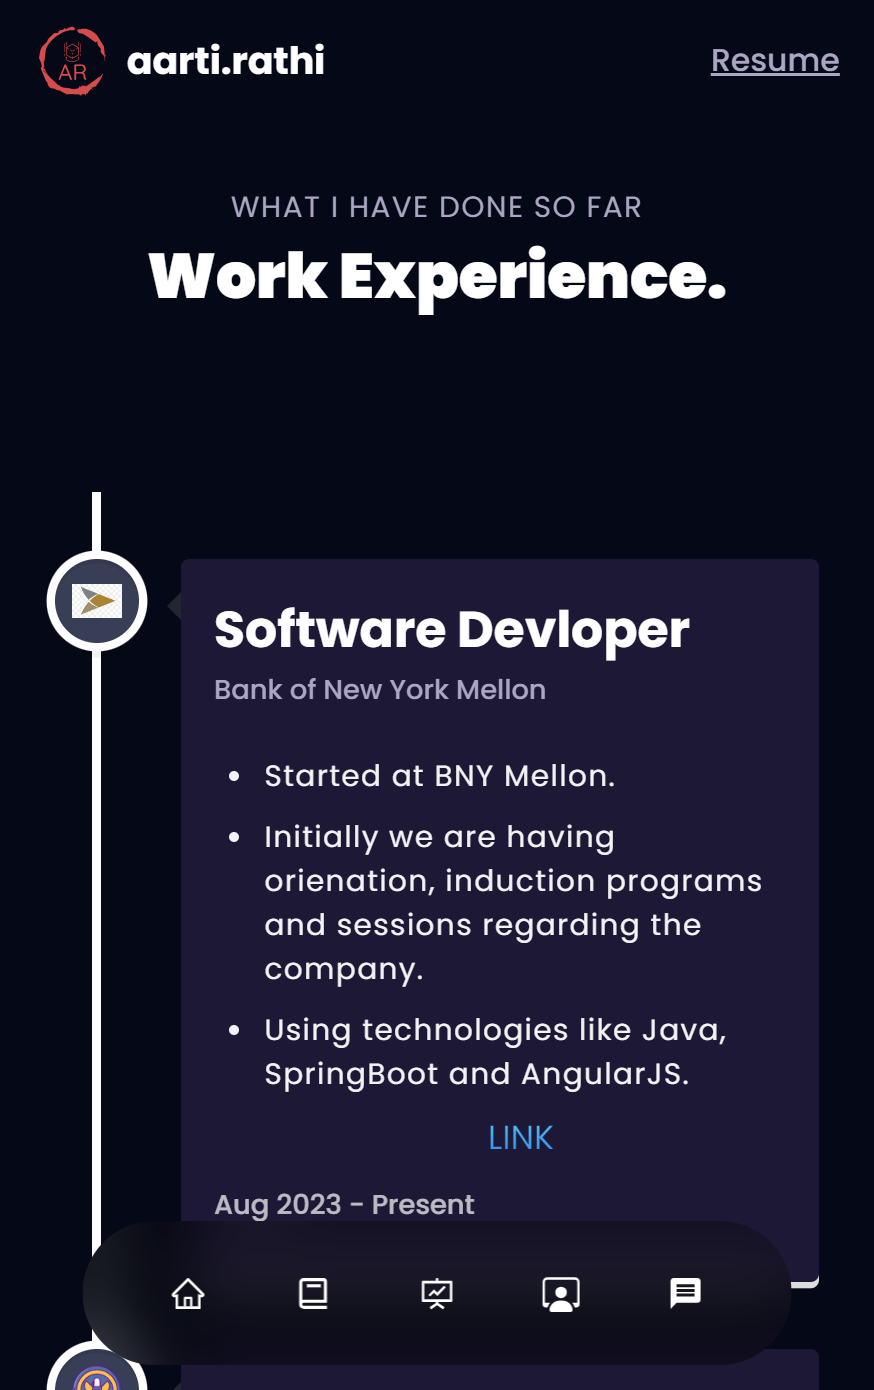 AR
aarti.rathi
Resume
WHAT I HAVE DONE SO FAR
Work Experience.
Software Devloper
Bank of New York Mellon
• Started at BNY Mellon.
• Initially we are having
orienation, induction programs
and sessions regarding the
company.
• Using technologies like Java,
SpringBoot and AngularJS.
LINK
Aug 2023 - Present